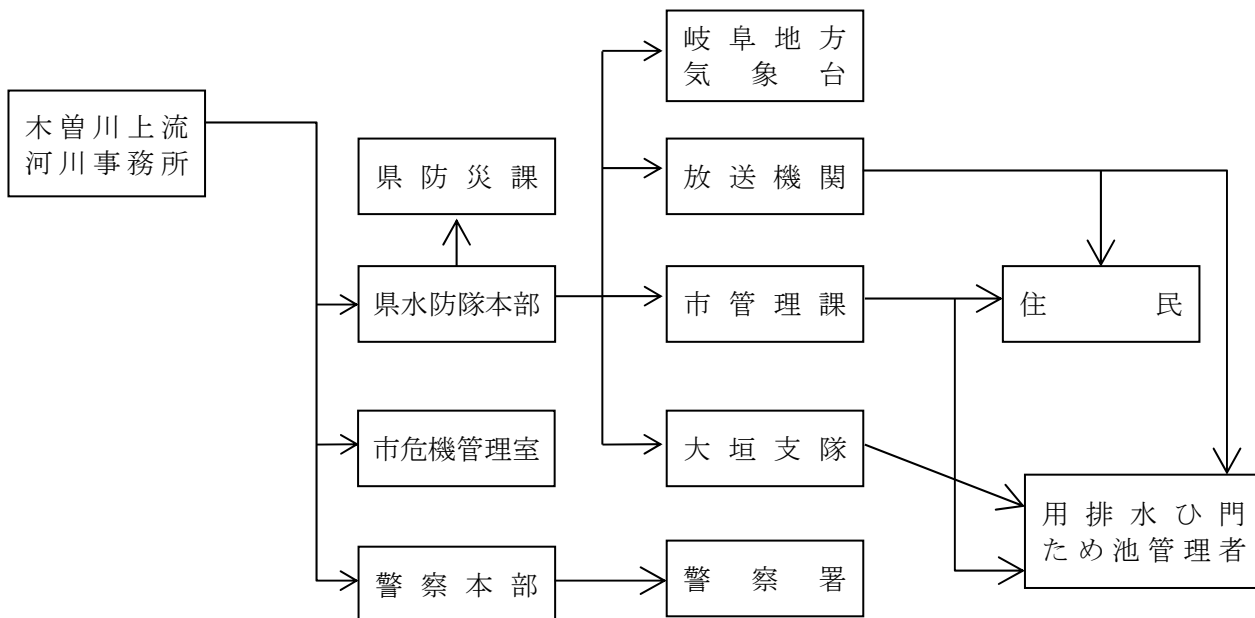 木曽川上流
河川事務所
県防災課
県水防隊本部
市危機管理室
警察本部
岐阜地方
気象台
放送機関
市管理課
大垣支隊
警察署
住民
用排水ひ門
ため池管理者